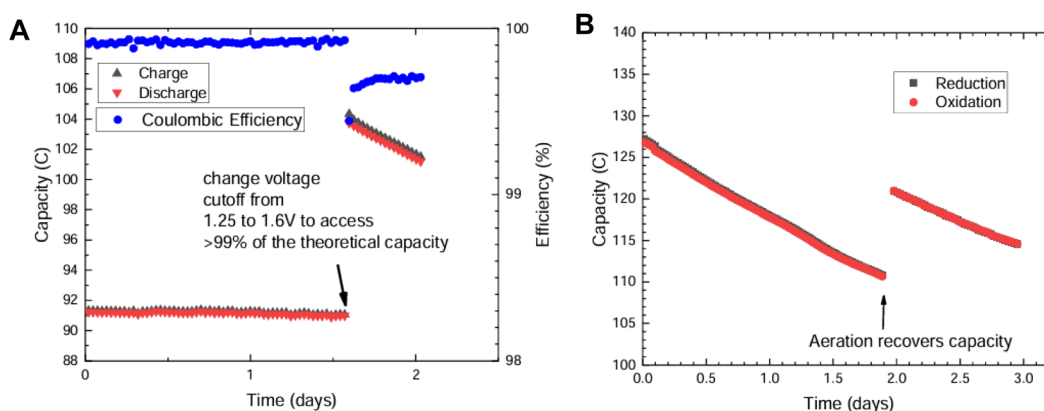 A
110
108
106
104
102
100
98
96
94
92
90
88
Capacity (C)
Charge
Discharge
Coulombic Efficiency
change voltage
cutoff from
1.25 to 1.6V to access
>99% of the theoretical capacity
100
99
98
Efficiency (%)
0
1
2
Time (days)
B
140
135
130
125
120
115
110
105
100
Capacity (C)
Reduction
Oxidation
Aeration recovers capacity
0.0
0.5
1.0
1.5
2.0
2.5
3.0
Time (days)